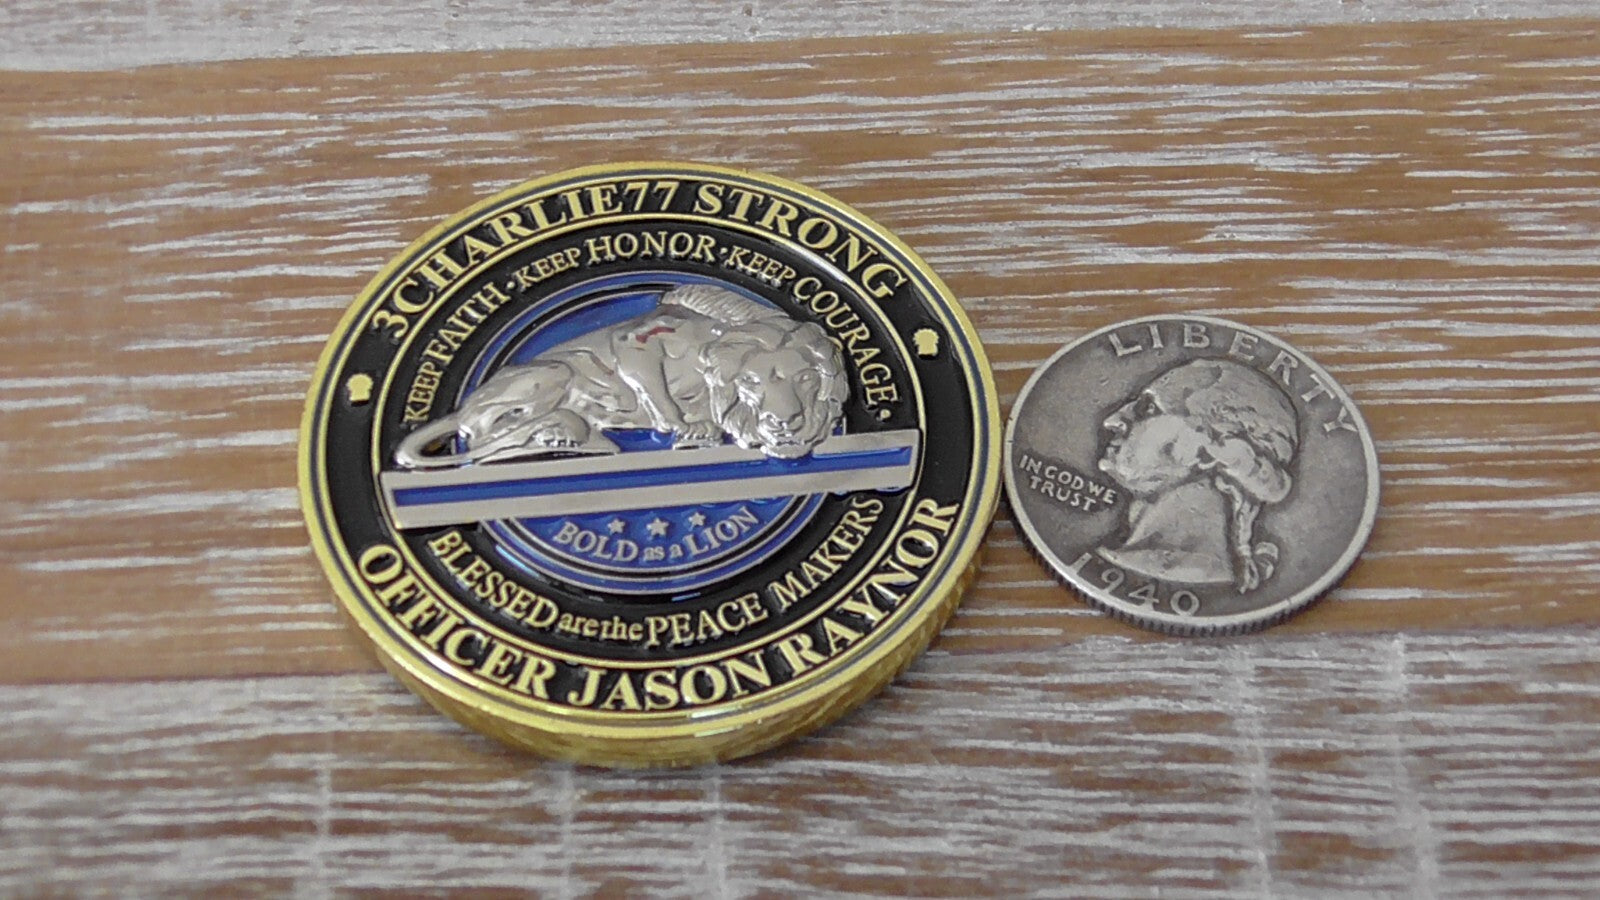 3CHARLIE77 STRONG
KEEP FAITH · KEEP HONOR · KEEP COURAGE ·
BOLD as a LION
BLESSED are the PEACE MAKERS
OFFICER JASON RAYNOR
LIBERTY
IN GOD WE
TRUST
1940